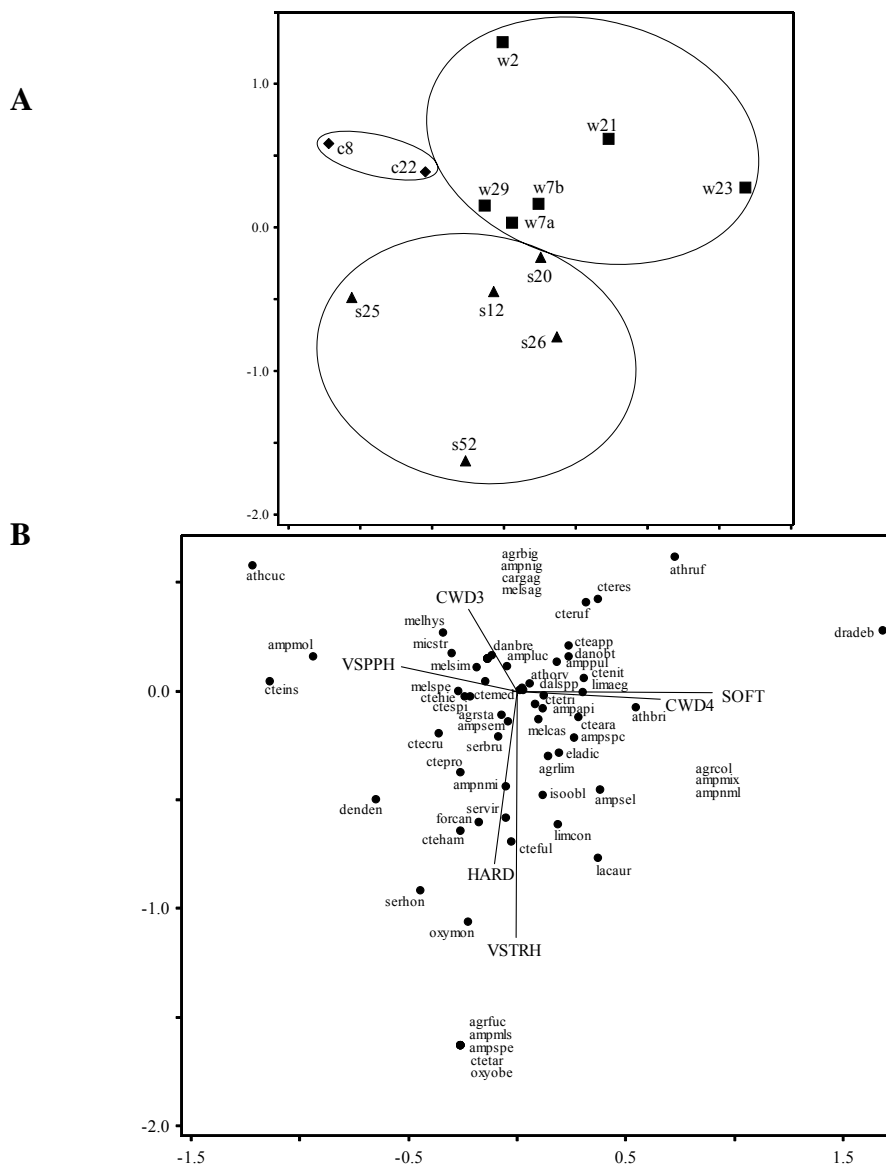 A
1.0
0.0
-1.0
-2.0
w2
w21
c8
c22
w23
w29
w7b
w7a
s20
s25
s12
s26
s52
B
0.0
-1.0
-2.0
-1.5
-0.5
0.5
1.5
agrbig
ampnig
cargag
melsag
athruf
athcuc
CWD3
cteres
cteruf
melhys
dradeb
micstr
danbre
cteapp
ampmol
danobt
VSPPH
melsim
ampluc
amppul
ctenit
athorv
cteins
melspe
ctemed
dalspp
limaeg
SOFT
ctehie
ctetri
CWD4
ctespi
ampapi
athbri
agrsta
cteara
ampsem
melcas
ampspc
ctecru
serbru
eladic
ctepro
agrlim
agrcol
ampmix
ampnml
ampnmi
isoobl
ampsel
denden
servir
forcan
limcon
cteham
cteful
HARD
lacaur
serhon
oxymon
VSTRH
agrfuc
ampmls
ampspe
ctetar
oxyobe